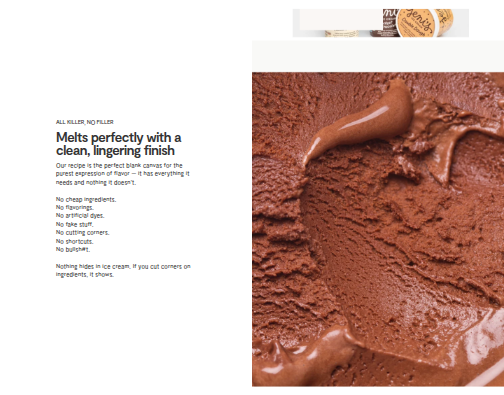 Jeni's
ALL KILLER, NO FILLER
Melts perfectly with a
clean, lingering finish
Our recipe is the perfect blank canvas for the
purest expression of flavor — it has everything it
needs and nothing it doesn't.
No cheap ingredients.
No flavorings.
No artificial dyes.
No fake stuff.
No cutting corners.
No shortcuts.
No bullsh#t.
Nothing hides in ice cream. If you cut corners on
ingredients, it shows.